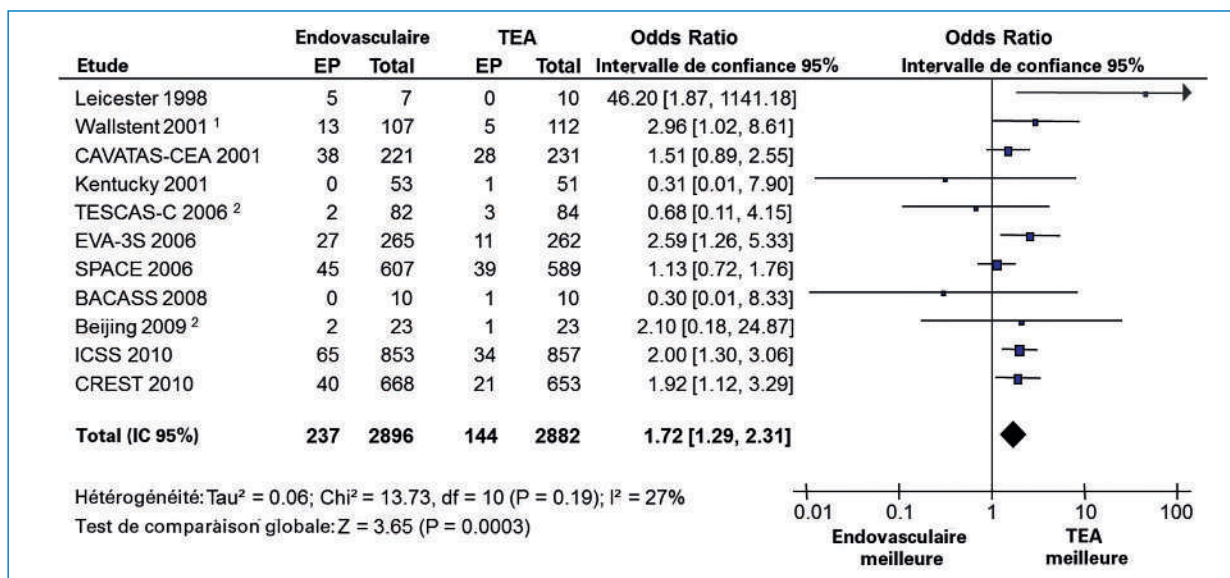 Endovasculaire TEA Odds Ratio Odds Ratio
Etude EP Total EP Total Intervalle de confiance 95% Intervalle de confiance 95%
Leicester 1998 5 7 0 10 46.20 [1.87, 1141.18]
Wallstent 2001 ¹ 13 107 5 112 2.96 [1.02, 8.61]
CAVATAS-CEA 2001 38 221 28 231 1.51 [0.89, 2.55]
Kentucky 2001 0 53 1 51 0.31 [0.01, 7.90]
TESCAS-C 2006 ² 2 82 3 84 0.68 [0.11, 4.15]
EVA-3S 2006 27 265 11 262 2.59 [1.26, 5.33]
SPACE 2006 45 607 39 589 1.13 [0.72, 1.76]
BACASS 2008 0 10 1 10 0.30 [0.01, 8.33]
Beijing 2009 ² 2 23 1 23 2.10 [0.18, 24.87]
ICSS 2010 65 853 34 857 2.00 [1.30, 3.06]
CREST 2010 40 668 21 653 1.92 [1.12, 3.29]
Total (IC 95%) 237 2896 144 2882 1.72 [1.29, 2.31]
Hétérogénéité: Tau² = 0.06; Chi² = 13.73, df = 10 (P = 0.19); I² = 27%
Test de comparaison globale: Z = 3.65 (P = 0.0003)
0.01 0.1 1 10 100
Endovasculaire TEA
meilleure meilleure